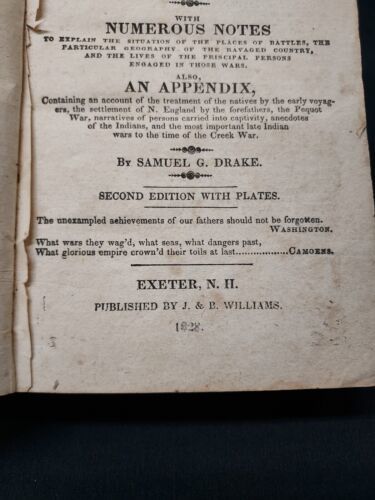 WITH
NUMEROUS NOTES
TO EXPLAIN THE SITUATION OF THE PLACES OF BATTLES, THE
PARTICULAR GEOGRAPHY OF THE RAVAGED COUNTRY,
AND THE LIVES OF THE PRINCIPAL PERSONS
ENGAGED IN THOSE WARS.
ALSO,
AN APPENDIX,
Containing an account of the treatment of the natives by the early voyag-
ers, the settlement of N. England by the forefathers, the Pequot
War, narratives of persons carried into captivity, anecdotes
of the Indians, and the most important late Indian
wars to the time of the Creek War.
BY SAMUEL G. DRAKE.
SECOND EDITION WITH PLATES.
The unexampled achievements of our fathers should not be forgotten.
WASHINGTON.
What wars they wag'd, what seas, what dangers past,
What glorious empire crown'd their toils at last..................CAMOENS.
EXETER, N. H.
PUBLISHED BY J. & B. WILLIAMS.